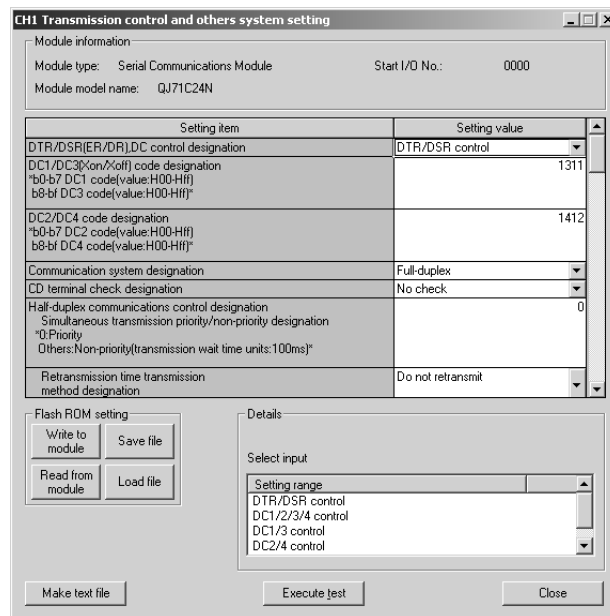 CH1 Transmission control and others system setting
Module information
Module type: Serial Communications Module Start I/O No.: 0000
Module model name: QJ71C24N
Setting item Setting value
DTR/DSR(ER/DR),DC control designation DTR/DSR control
DC1/DC3(Xon/Xoff) code designation 1311
*b0-b7 DC1 code(value:H00-Hff)
b8-bf DC3 code(value:H00-Hff)*
DC2/DC4 code designation 1412
*b0-b7 DC2 code(value:H00-Hff)
b8-bf DC4 code(value:H00-Hff)*
Communication system designation Full-duplex
CD terminal check designation No check
Half-duplex communications control designation 0
Simultaneous transmission priority/non-priority designation
*0:Priority
Others:Non-priority(transmission wait time units:100ms)*
Retransmission time transmission Do not retransmit
method designation
Flash ROM setting
Write to
module
Save file
Read from
module
Load file
Details
Select input
Setting range
DTR/DSR control
DC1/2/3/4 control
DC1/3 control
DC2/4 control
Make text file Execute test Close